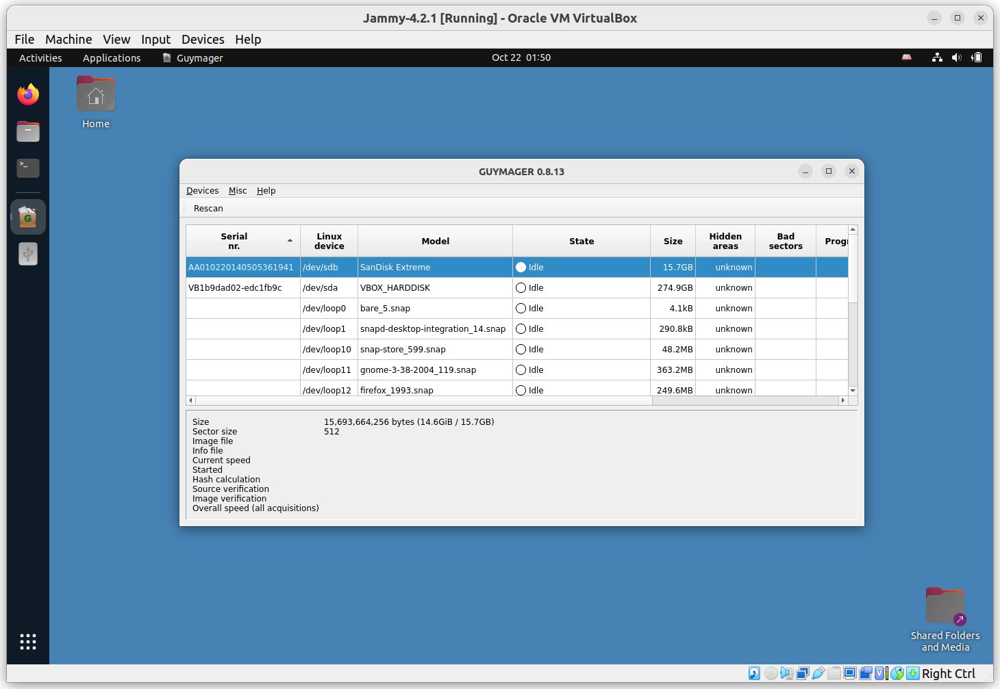 Jammy-4.2.1 [Running] - Oracle VM VirtualBox
File Machine View Input Devices Help
Activities Applications Guymager Oct 22 01:50
Home
GUYMAGER 0.8.13
Devices Misc Help
Rescan
Serial nr. Linux device Model State Size Hidden areas Bad sectors Progr
AA010220140505361941 /dev/sdb SanDisk Extreme Idle 15.7GB unknown
VB1b9dad02-edc1fb9c /dev/sda VBOX_HARDDISK Idle 274.9GB unknown
/dev/loop0 bare_5.snap Idle 4.1kB unknown
/dev/loop1 snapd-desktop-integration_14.snap Idle 290.8kB unknown
/dev/loop10 snap-store_599.snap Idle 48.2MB unknown
/dev/loop11 gnome-3-38-2004_119.snap Idle 363.2MB unknown
/dev/loop12 firefox_1993.snap Idle 249.6MB unknown
Size 15,693,664,256 bytes (14.6GiB / 15.7GB)
Sector size 512
Image file
Info file
Current speed
Started
Hash calculation
Source verification
Image verification
Overall speed (all acquisitions)
Shared Folders
and Media
Right Ctrl